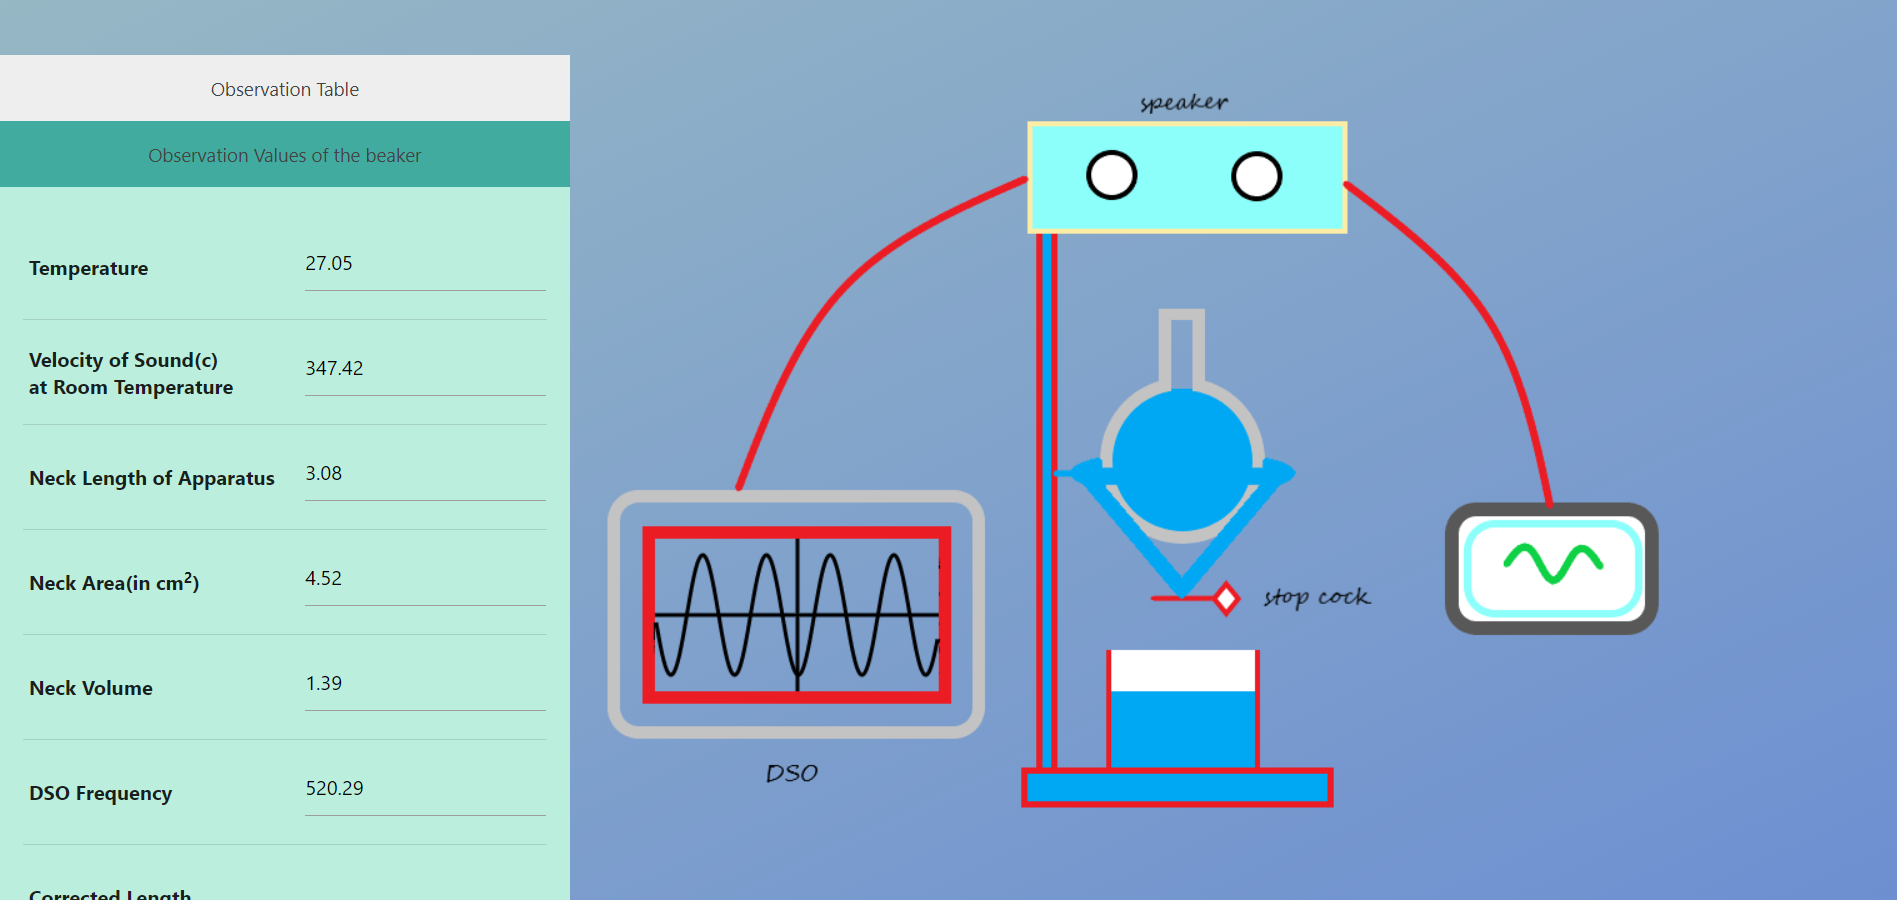 Observation Table
Observation Values of the beaker
Temperature
27.05
Velocity of Sound(c)
at Room Temperature
347.42
Neck Length of Apparatus
3.08
Neck Area(in cm²)
4.52
Neck Volume
1.39
DSO Frequency
520.29
Corrected Length
speaker
stop cock
DSO